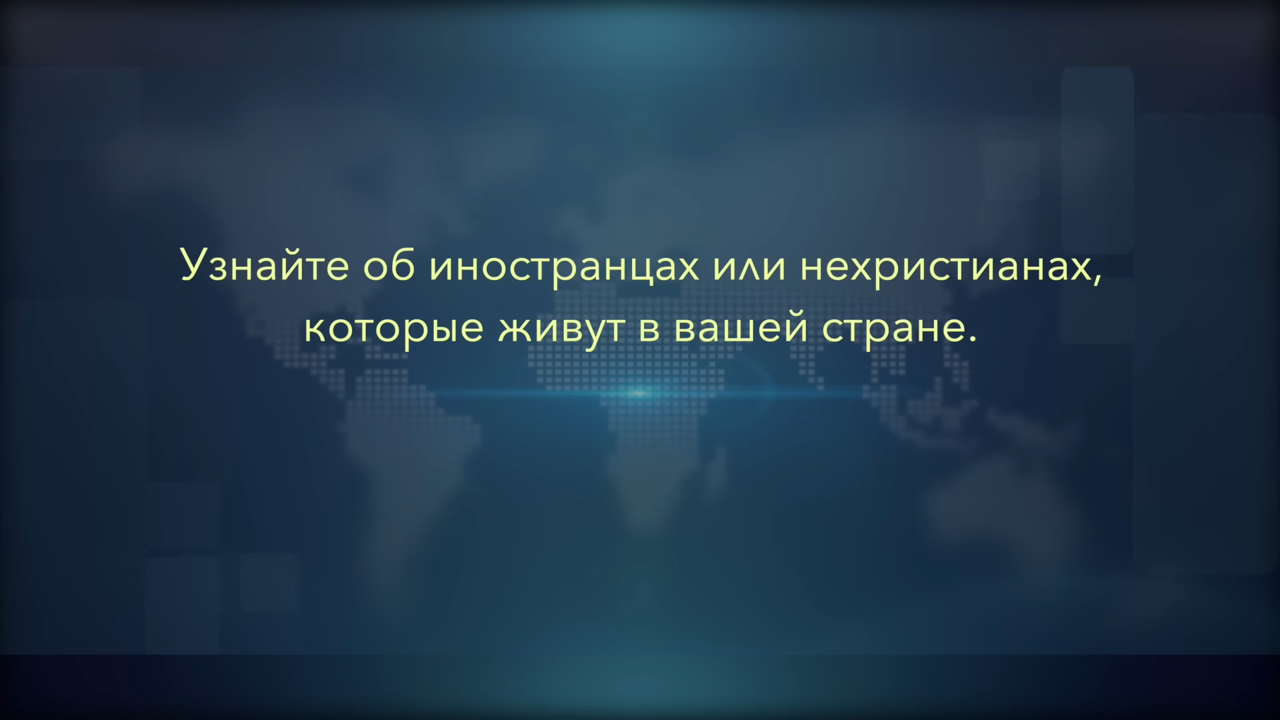 Узнайте об иностранцах или нехристианах,
которые живут в вашей стране.